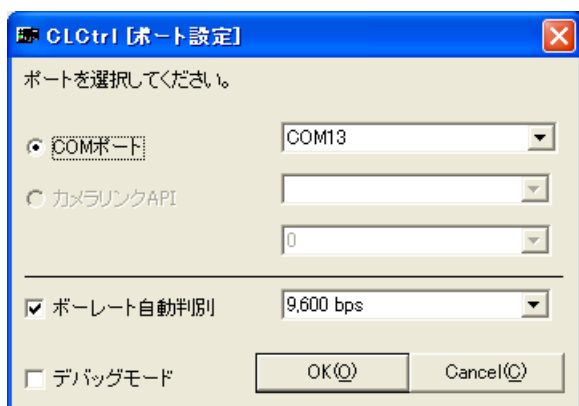 CLCtrl [ポート設定]
ポートを選択してください。
COMポート
COM13
カメラリンクAPI
0
ボーレート自動判別
9,600 bps
デバッグモード
OK(O)
Cancel(C)